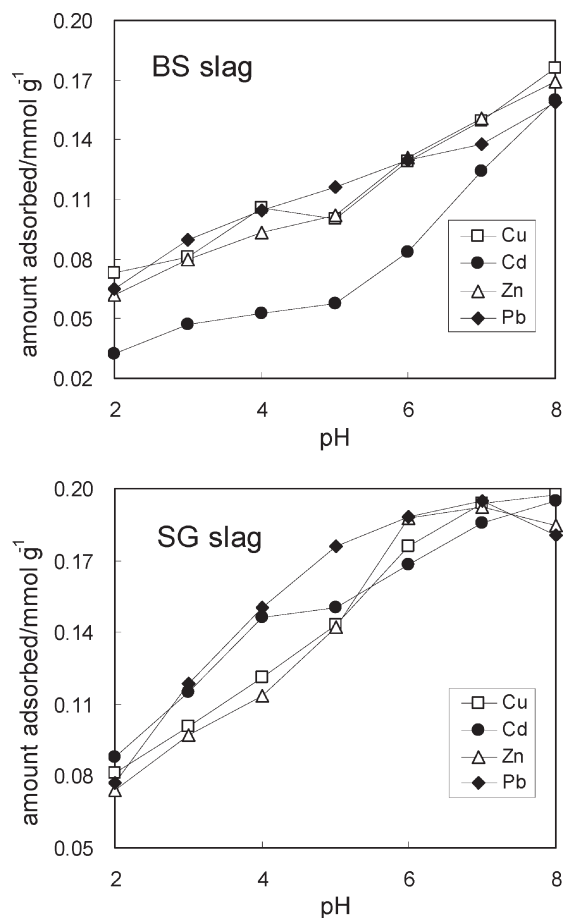 BS slag
amount adsorbed/mmol g⁻¹
0.20
0.17
0.14
0.11
0.08
0.05
0.02
Cu
Cd
Zn
Pb
2 4 6 8
pH
SG slag
amount adsorbed/mmol g⁻¹
0.20
0.17
0.14
0.11
0.08
0.05
Cu
Cd
Zn
Pb
2 4 6 8
pH